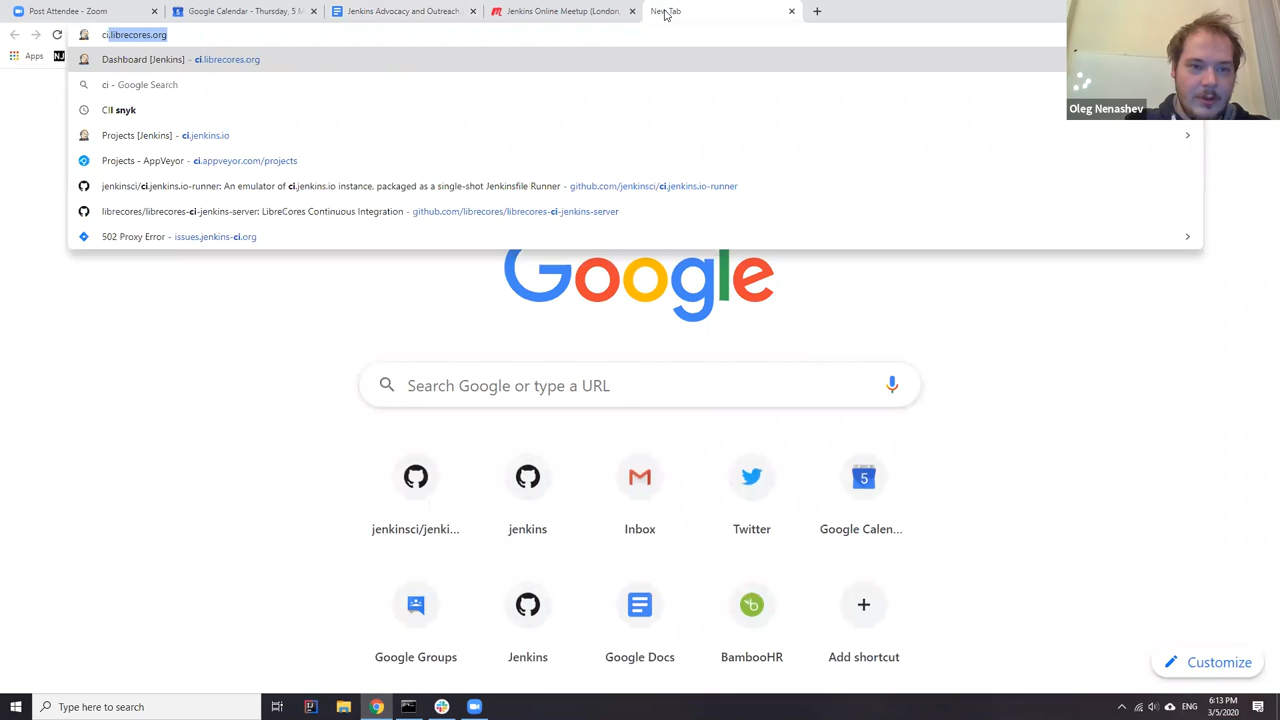 Post Attendee - Zoom
Google Calendar - Thursday, 5 M
Jenkins Advocacy and Outreach
Jenkins Online Meetup (London,
New Tab
ci.librecores.org
Apps
NJ
Dashboard [Jenkins] - ci.librecores.org
ci - Google Search
CII snyk
Projects [Jenkins] - ci.jenkins.io
Projects - AppVeyor - ci.appveyor.com/projects
jenkinsci/ci.jenkins.io-runner: An emulator of ci.jenkins.io instance, packaged as a single-shot Jenkinsfile Runner - github.com/jenkinsci/ci.jenkins.io-runner
librecores/librecores-ci-jenkins-server: LibreCores Continuous Integration - github.com/librecores/librecores-ci-jenkins-server
502 Proxy Error - issues.jenkins-ci.org
Oleg Nenashev
Google
Search Google or type a URL
5
jenkinsci/jenki...
jenkins
Inbox
Twitter
Google Calen...
Google Groups
Jenkins
Google Docs
BambooHR
Add shortcut
Customize
Type here to search
ENG
6:13 PM
3/5/2020